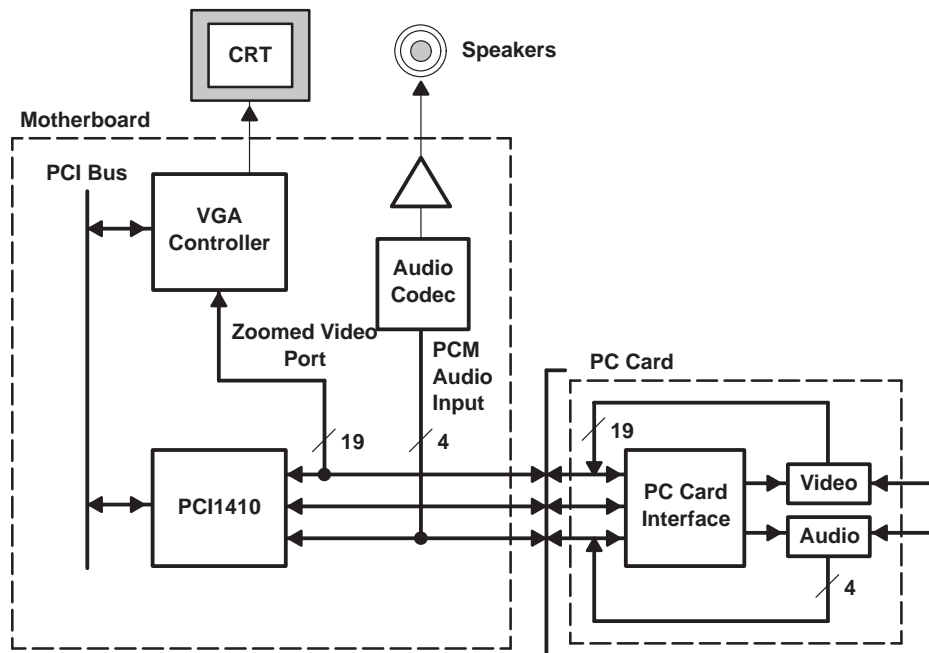 CRT
Speakers
Motherboard
PCI Bus
VGA
Controller
Audio
Codec
Zoomed Video
Port
PCM
Audio
Input
PC Card
19
4
19
PCI1410
PC Card
Interface
Video
Audio
4